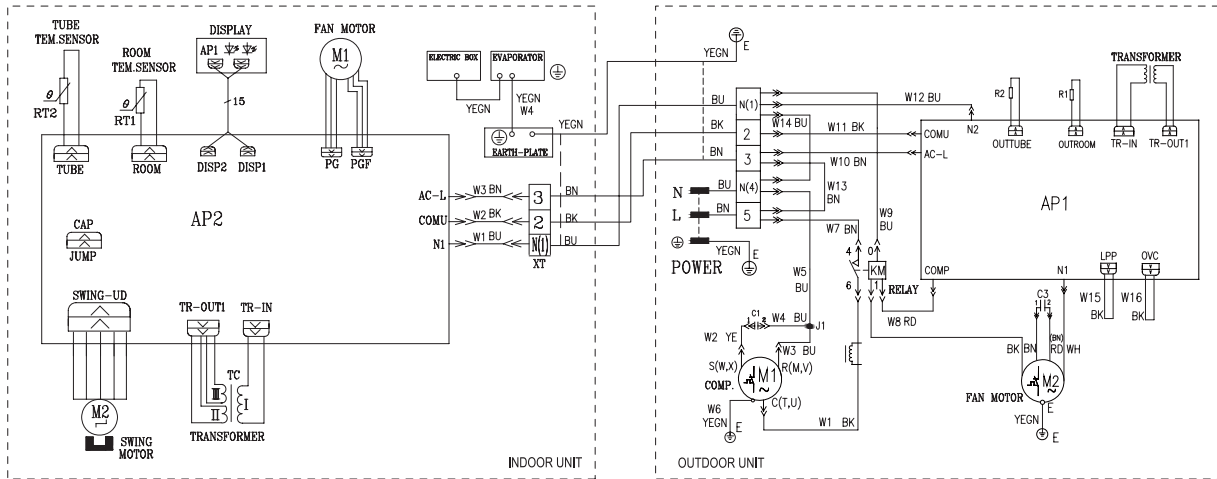 TUBE
TEM.SENSOR
ROOM
TEM.SENSOR
DISPLAY
AP1
FAN MOTOR
M1
~
θ
RT2
θ
RT1
15
TUBE
ROOM
DISP2
DISP1
PG
PGF
ELECTRIC BOX
EVAPORATOR
YEGN
W4
YEGN
EARTH-PLATE
YEGN
E
AP2
CAP
JUMP
AC-L
W3 BN
3
BN
COMU
W2 BK
2
BK
N1
W1 BU
N(1)
BU
XT
SWING-UD
TR-OUT1
TR-IN
TC
III
II
I
TRANSFORMER
M2
SWING
MOTOR
INDOOR UNIT
YEGN
BU
BK
BN
N(1)
2
3
N(4)
5
N
BU
L
BN
YEGN
E
POWER
W12 BU
W14 BU
W11 BK
W10 BN
W13
BN
W7 BN
W9
BU
W5
BU
N2
COMU
AC-L
R2
OUTTUBE
R1
OUTROOM
TRANSFORMER
TR-IN
TR-OUT1
AP1
COMP
N1
LPP
OVC
W15
BK
W16
BK
4
0
KM
6
1
RELAY
W8 RD
C1
1
2
W4 BU
J1
W2 YE
W3 BU
S(W,X)
R(M,V)
M1
~
COMP.
C(T,U)
W6
YEGN
E
W1 BK
C3
1
2
BK
BN
(BN)
RD
WH
M2
~
FAN MOTOR
E
YEGN
E
OUTDOOR UNIT